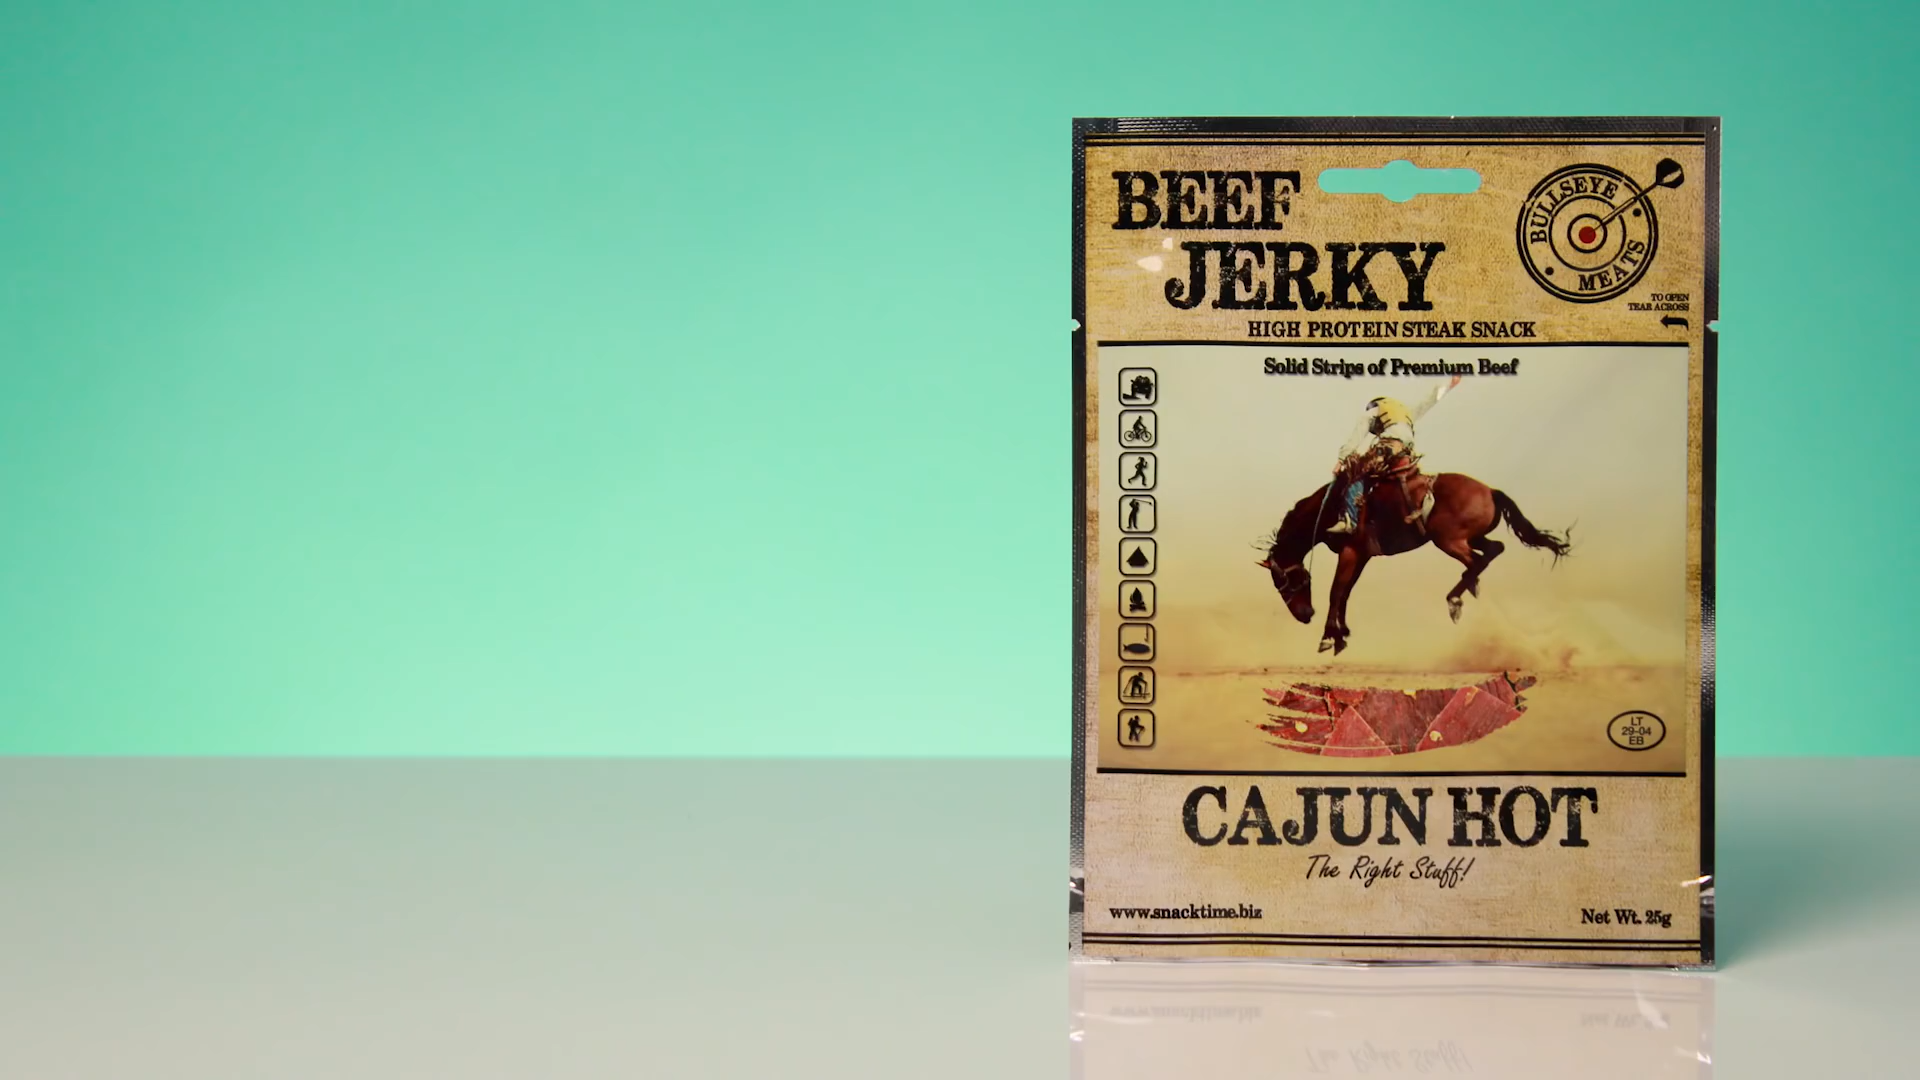 BEEF
JERKY
BULLSEYE
MEATS
TO OPEN
TEAR ACROSS
HIGH PROTEIN STEAK SNACK
Solid Strips of Premium Beef
LT
29-04
EB
CAJUN HOT
The Right Stuff!
www.snacktime.biz
Net Wt. 25g